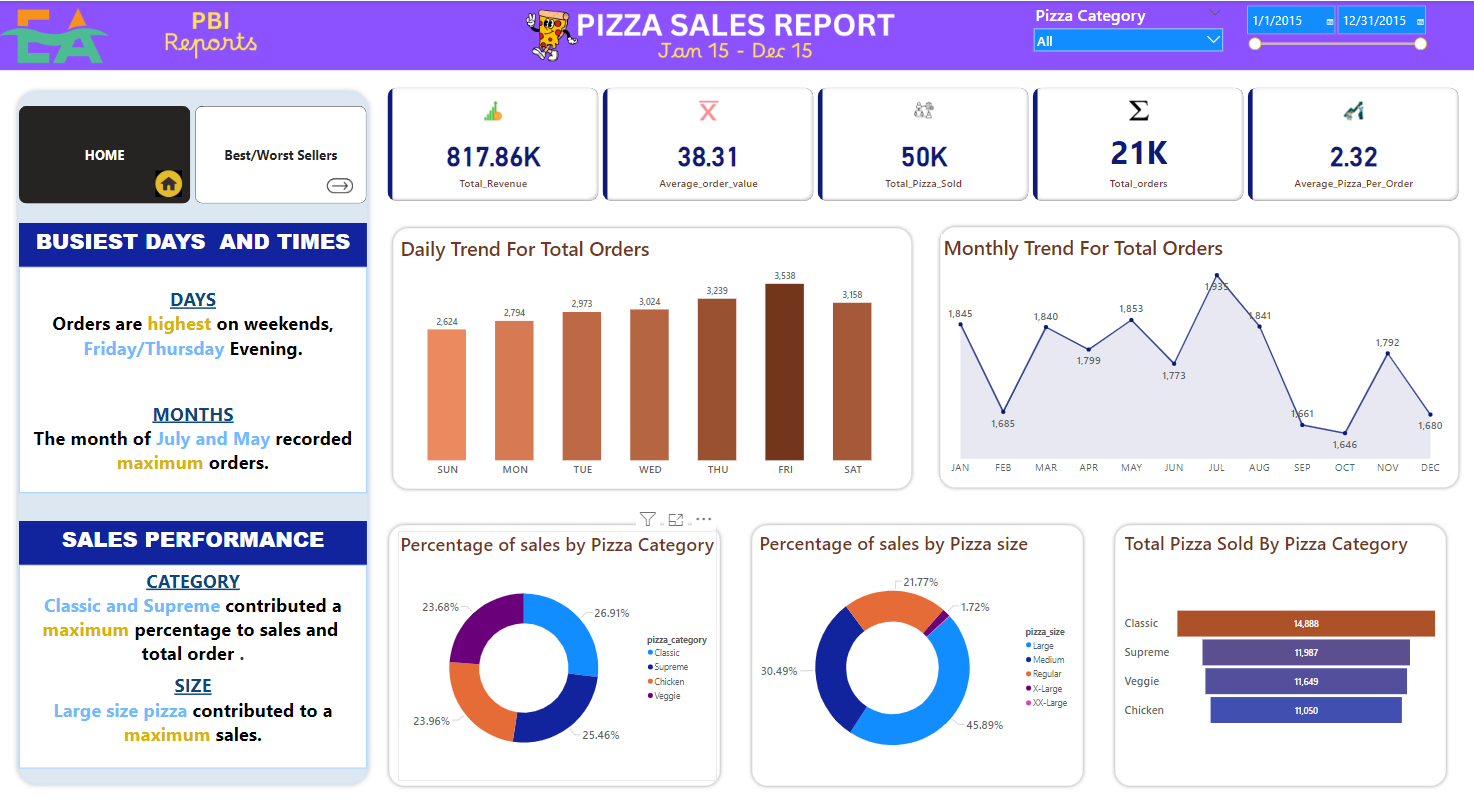 EA
PBI
Reports
PIZZA SALES REPORT
Jan 15 - Dec 15
Pizza Category
All
1/1/2015
12/31/2015
HOME
Best/Worst Sellers
817.86K
Total_Revenue
X
38.31
Average_order_value
50K
Total_Pizza_Sold
Σ
21K
Total_orders
2.32
Average_Pizza_Per_Order
BUSIEST DAYS AND TIMES
DAYS
Orders are highest on weekends,
Friday/Thursday Evening.
MONTHS
The month of July and May recorded
maximum orders.
SALES PERFORMANCE
CATEGORY
Classic and Supreme contributed a
maximum percentage to sales and
total order .
SIZE
Large size pizza contributed to a
maximum sales.
Daily Trend For Total Orders
2,624
2,794
2,973
3,024
3,239
3,538
3,158
SUN
MON
TUE
WED
THU
FRI
SAT
Monthly Trend For Total Orders
1,845
1,685
1,840
1,799
1,853
1,773
1,935
1,841
1,661
1,646
1,792
1,680
JAN
FEB
MAR
APR
MAY
JUN
JUL
AUG
SEP
OCT
NOV
DEC
Percentage of sales by Pizza Category
23.68%
26.91%
23.96%
25.46%
pizza_category
Classic
Supreme
Chicken
Veggie
Percentage of sales by Pizza size
21.77%
1.72%
30.49%
45.89%
pizza_size
Large
Medium
Regular
X-Large
XX-Large
Total Pizza Sold By Pizza Category
Classic
14,888
Supreme
11,987
Veggie
11,649
Chicken
11,050